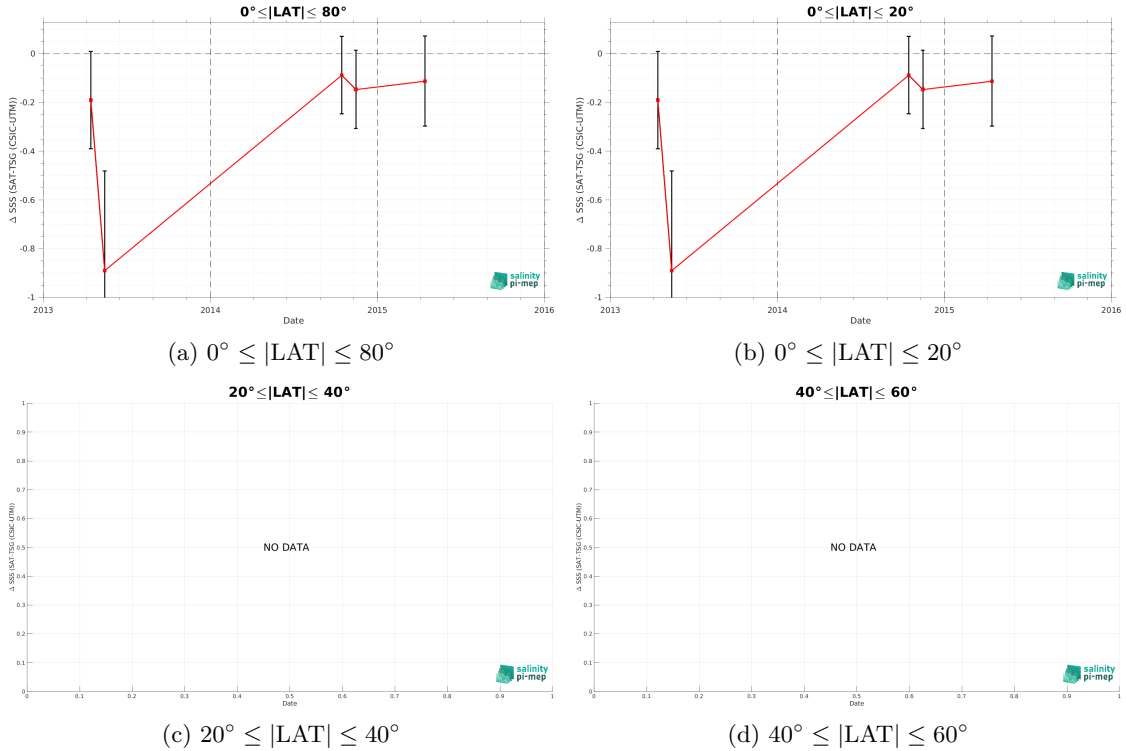 0°≤|LAT|≤ 80°
0
-0.2
-0.4
-0.6
-0.8
-1
Δ SSS (SAT-TSG (CSIC-UTM))
2013
2014
2015
2016
Date
salinity
pi-mep
(a) 0° ≤ |LAT| ≤ 80°
0°≤|LAT|≤ 20°
0
-0.2
-0.4
-0.6
-0.8
-1
Δ SSS (SAT-TSG (CSIC-UTM))
2013
2014
2015
2016
Date
salinity
pi-mep
(b) 0° ≤ |LAT| ≤ 20°
20°≤|LAT|≤ 40°
1
0.9
0.8
0.7
0.6
0.5
0.4
0.3
0.2
0.1
0
Δ SSS (SAT-TSG (CSIC-UTM))
NO DATA
0
0.1
0.2
0.3
0.4
0.5
0.6
0.7
0.8
0.9
1
Date
salinity
pi-mep
(c) 20° ≤ |LAT| ≤ 40°
40°≤|LAT|≤ 60°
1
0.9
0.8
0.7
0.6
0.5
0.4
0.3
0.2
0.1
0
Δ SSS (SAT-TSG (CSIC-UTM))
NO DATA
0
0.1
0.2
0.3
0.4
0.5
0.6
0.7
0.8
0.9
1
Date
salinity
pi-mep
(d) 40° ≤ |LAT| ≤ 60°